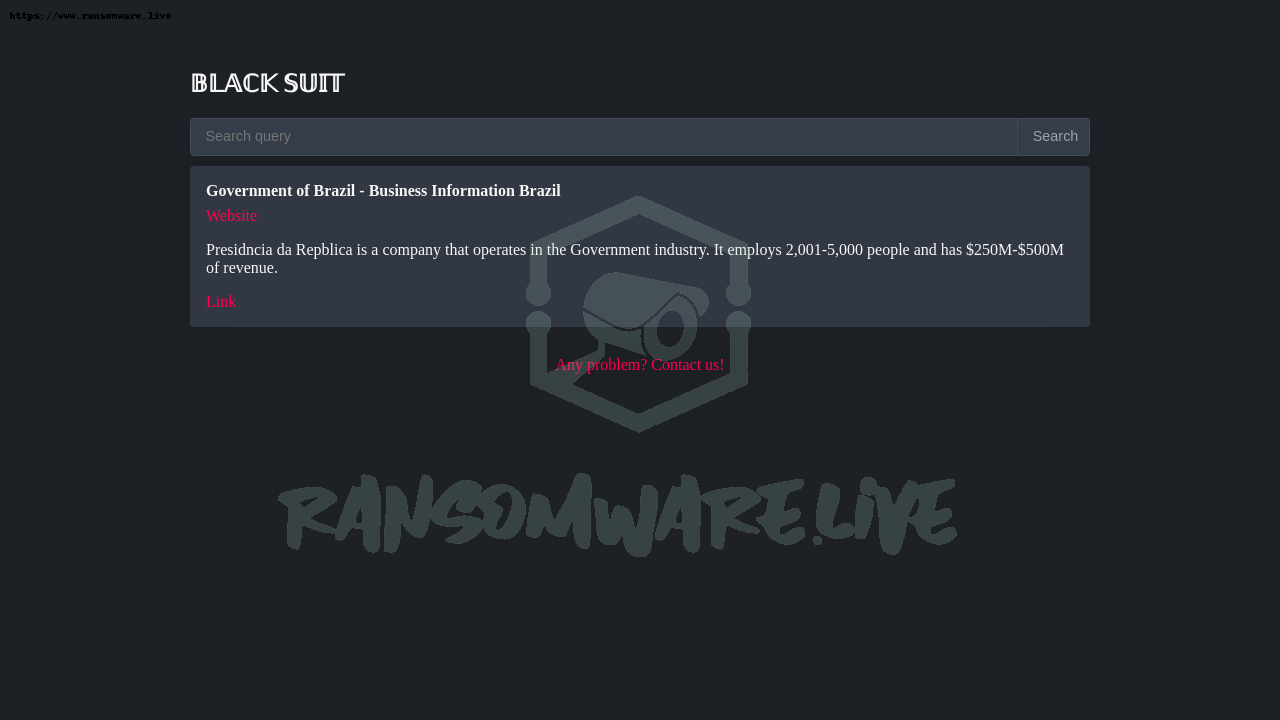 https://www.ransomware.live
BLACK SUIT
Search query
Search
Government of Brazil - Business Information Brazil
Website
Presidncia da Repblica is a company that operates in the Government industry. It employs 2,001-5,000 people and has $250M-$500M
of revenue.
Link
Any problem? Contact us!
RANSOMWARE.LIVE